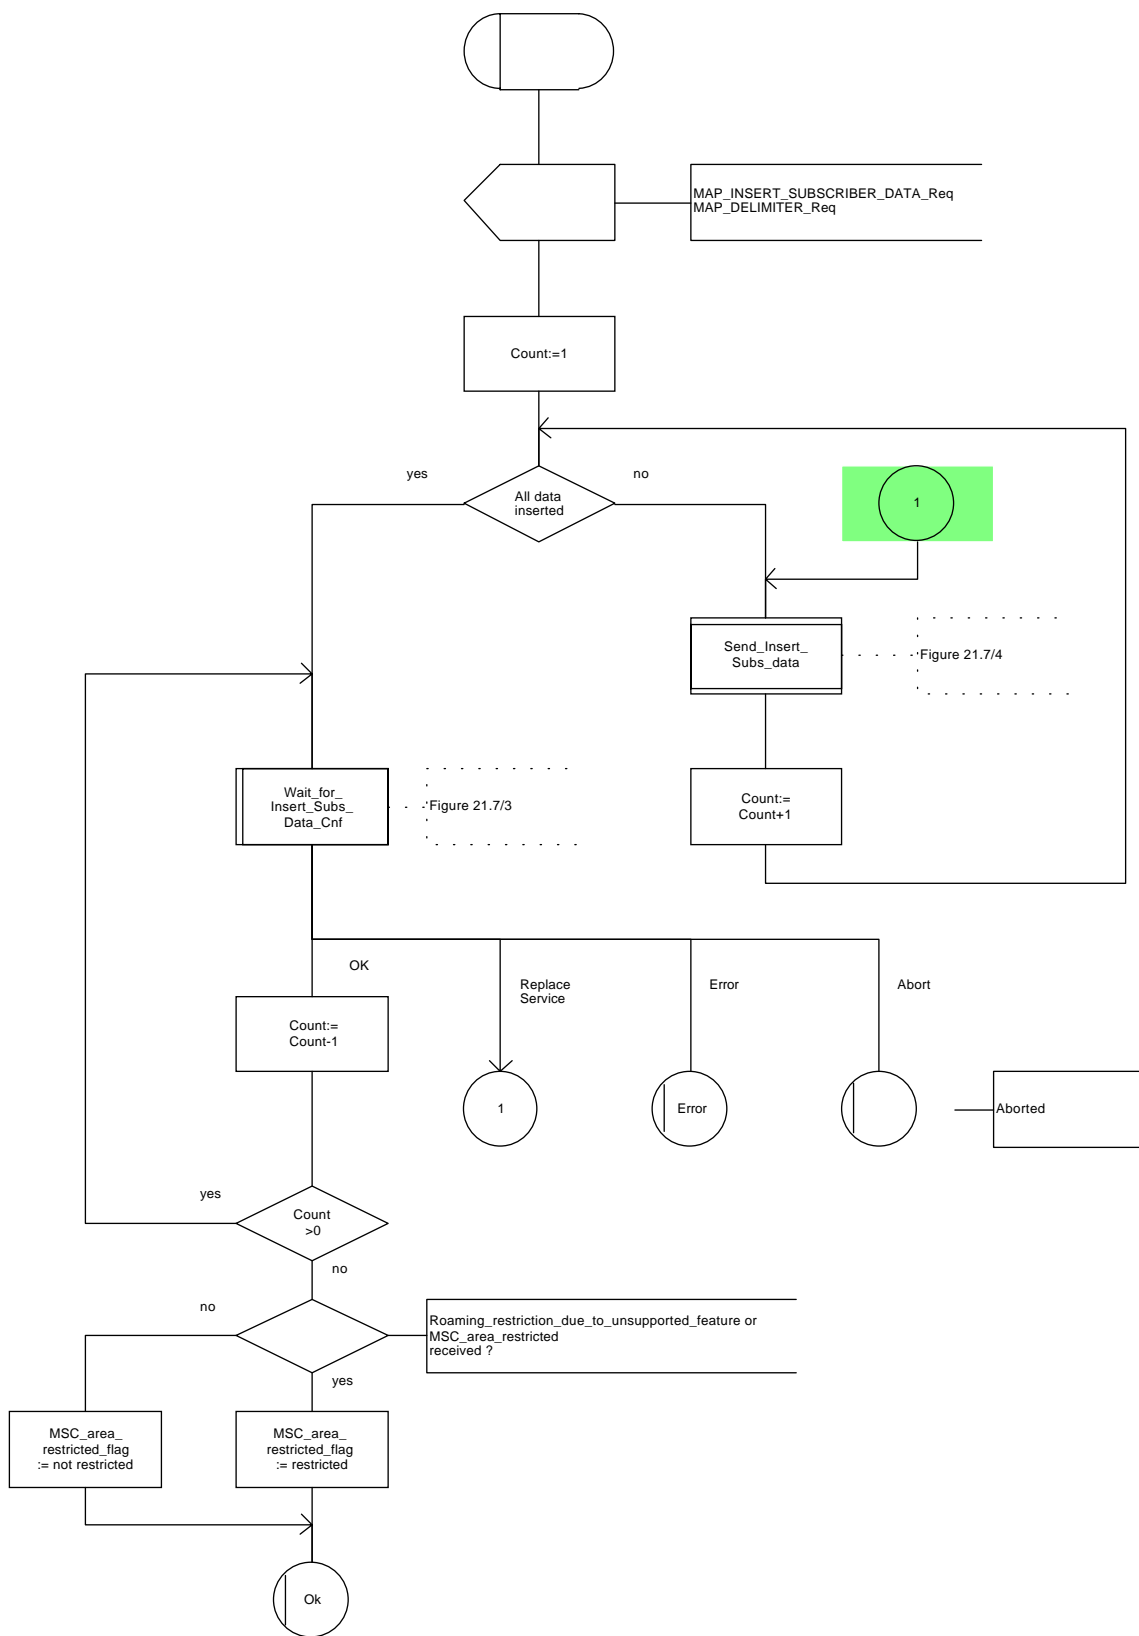 MAP_INSERT_SUBSCRIBER_DATA_Req
MAP_DELIMITER_Req
Count:=1
yes
no
All data
inserted
1
Send_Insert_
Subs_data
Figure 21.7/4
Wait_for_
Insert_Subs_
Data_Cnf
Figure 21.7/3
Count:=
Count+1
OK
Replace
Service
Error
Abort
Count:=
Count-1
1
Error
Aborted
yes
Count
>0
no
no
Roaming_restriction_due_to_unsupported_feature or
MSC_area_restricted
received ?
yes
MSC_area_
restricted_flag
:= not restricted
MSC_area_
restricted_flag
:= restricted
Ok